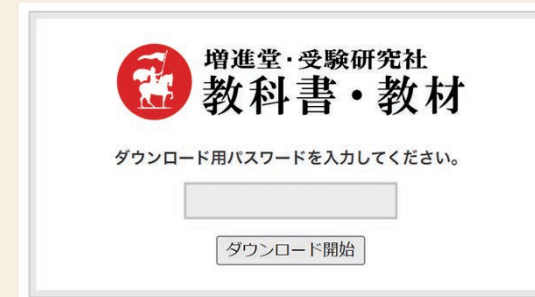 増進堂・受験研究社
教科書・教材
ダウンロード用パスワードを入力してください。
ダウンロード開始